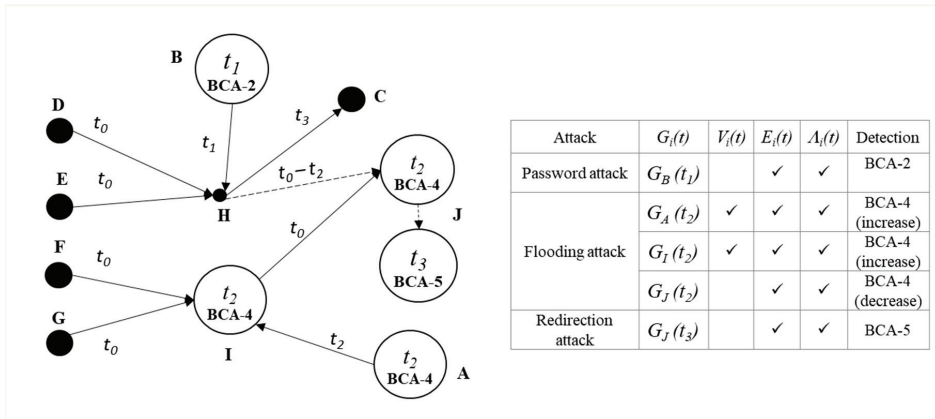 B
t1
BCA-2
D
t0
t1
t3
C
E
t0
H
t0–t2
t2
BCA-4
J
F
t0
t0
t3
BCA-5
t2
BCA-4
G
t0
I
t2
t2
BCA-4
A
Attack Gi(t) Vi(t) Ei(t) Λi(t) Detection
Password attack GB (t1) ✓ ✓ BCA-2
Flooding attack
GA (t2) ✓ ✓ ✓ BCA-4
(increase)
GI (t2) ✓ ✓ ✓ BCA-4
(increase)
GJ (t2) ✓ ✓ BCA-4
(decrease)
Redirection
attack
GJ (t3) ✓ ✓ BCA-5